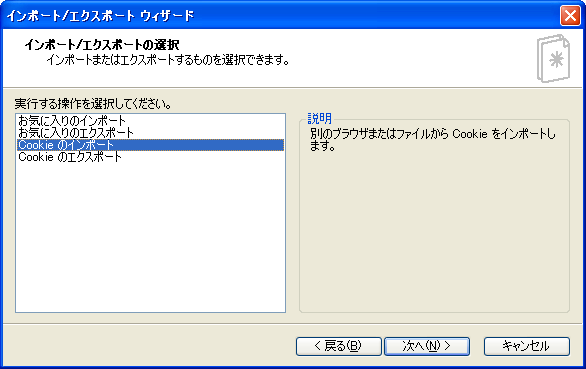 インポート/エクスポート ウィザード
インポート/エクスポートの選択
インポートまたはエクスポートするものを選択できます。
実行する操作を選択してください。
お気に入りのインポート
お気に入りのエクスポート
Cookie のインポート
Cookie のエクスポート
説明
別のブラウザまたはファイルから Cookie をインポートし
ます。
< 戻る(B)
次へ(N) >
キャンセル